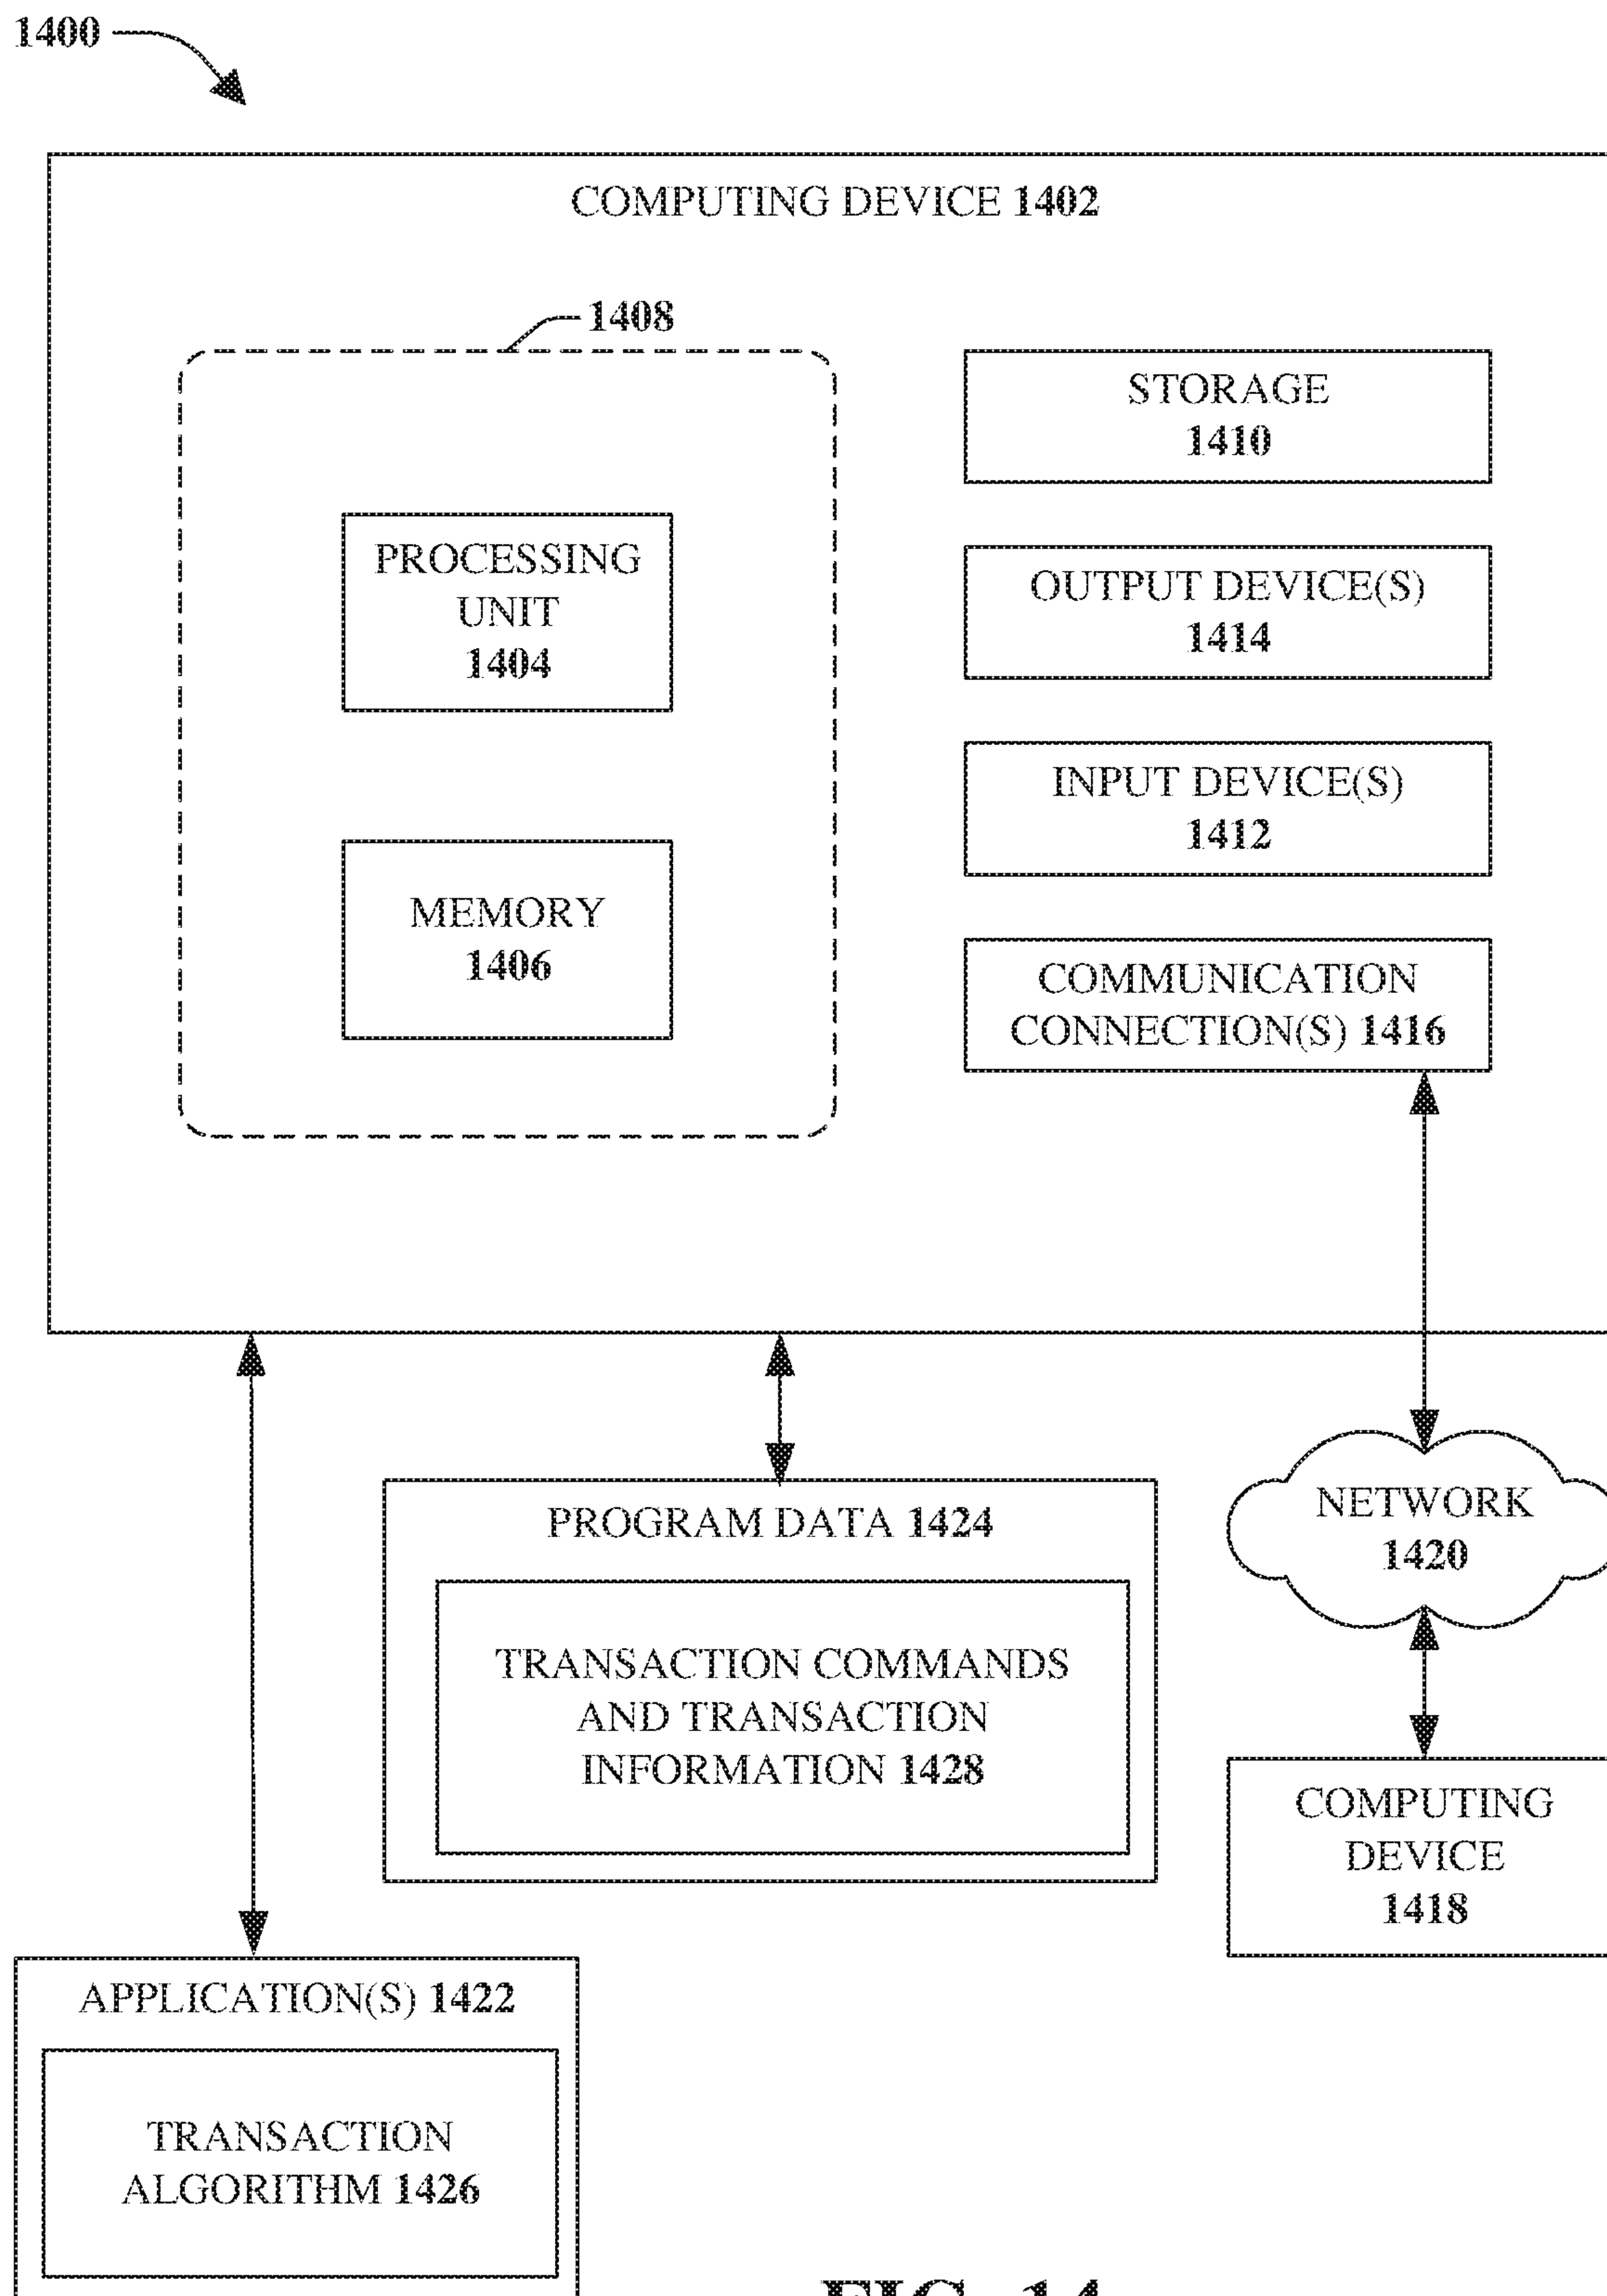 1400
COMPUTING DEVICE 1402
1408
PROCESSING
UNIT
1404
MEMORY
1406
STORAGE
1410
OUTPUT DEVICE(S)
1414
INPUT DEVICE(S)
1412
COMMUNICATION
CONNECTION(S) 1416
PROGRAM DATA 1424
TRANSACTION COMMANDS
AND TRANSACTION
INFORMATION 1428
NETWORK
1420
COMPUTING
DEVICE
1418
APPLICATION(S) 1422
TRANSACTION
ALGORITHM 1426
FIG. 14